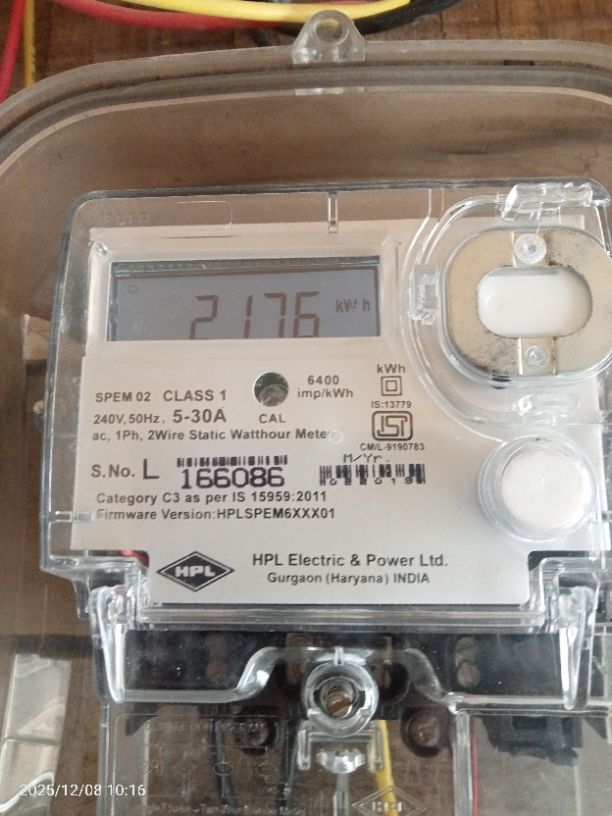 2176 kWh
SPEM 02 CLASS 1
240V, 50Hz, 5-30A
ac, 1Ph, 2Wire Static Watthour Meter
CAL
6400
imp/kWh
kWh
IS:13779
ISI
CM/L-9190783
S.No. L 166086
M/Yr.
Category C3 as per IS 15959:2011
Firmware Version:HPLSPEM6XXX01
HPL
HPL Electric & Power Ltd.
Gurgaon (Haryana) INDIA
HPL
2025/12/08 10:16